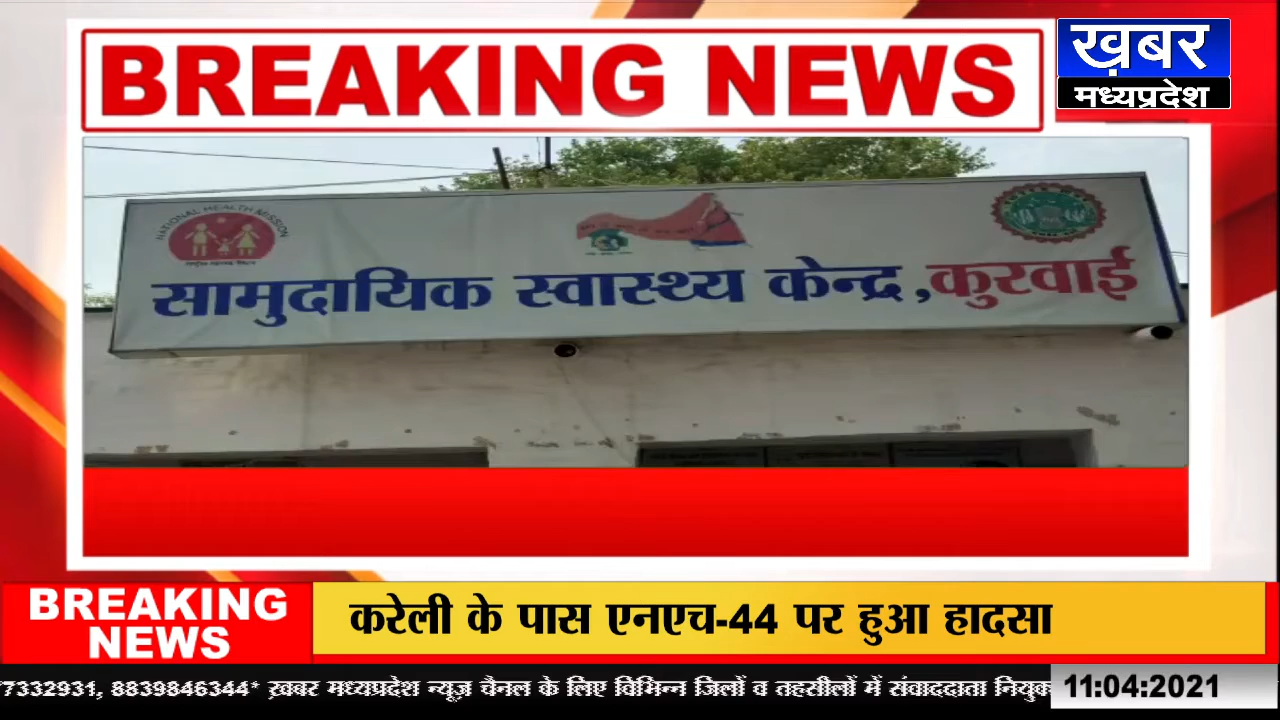 BREAKING NEWS
ख़बर
मध्यप्रदेश
NATIONAL HEALTH MISSION
सामुदायिक स्वास्थ्य केन्द्र, कुरवाई
BREAKING
NEWS
करेली के पास एनएच-44 पर हुआ हादसा
7332931, 8839846344* ख़बर मध्यप्रदेश न्यूज़ चैनल के लिए विभिन्न जिलों व तहसीलों में संवाददाता नियुक
11:04:2021